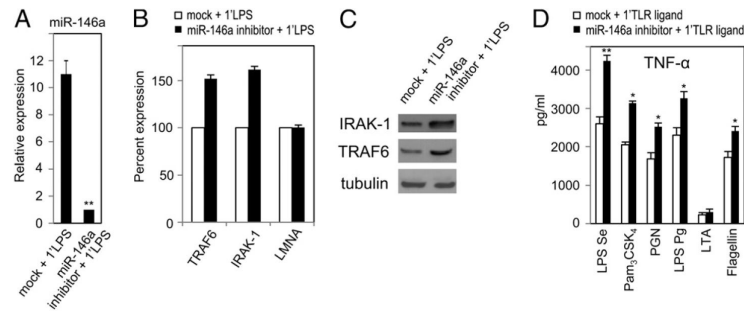 A
miR-146a
Relative expression
12
10
8
6
4
2
0
**
mock + 1'LPS
miR-146a
inhibitor + 1'LPS
B
mock + 1'LPS
miR-146a inhibitor + 1'LPS
Percent expression
200
150
100
50
0
TRAF6
IRAK-1
LMNA
C
mock + 1'LPS
miR-146a
inhibitor + 1'LPS
IRAK-1
TRAF6
tubulin
D
mock + 1'TLR ligand
miR-146a inhibitor + 1'TLR ligand
TNF-α
pg/ml
4000
3000
2000
1000
0
**
*
*
*
*
LPS Se
Pam₃CSK₄
PGN
LPS Pg
LTA
Flagellin